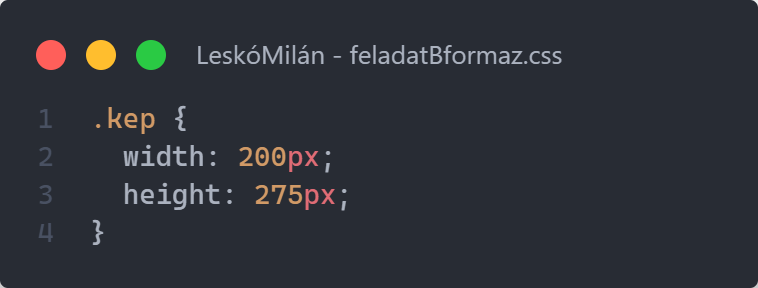 LeskóMilán - feladatBformaz.css
1 .kep {
2   width: 200px;
3   height: 275px;
4 }